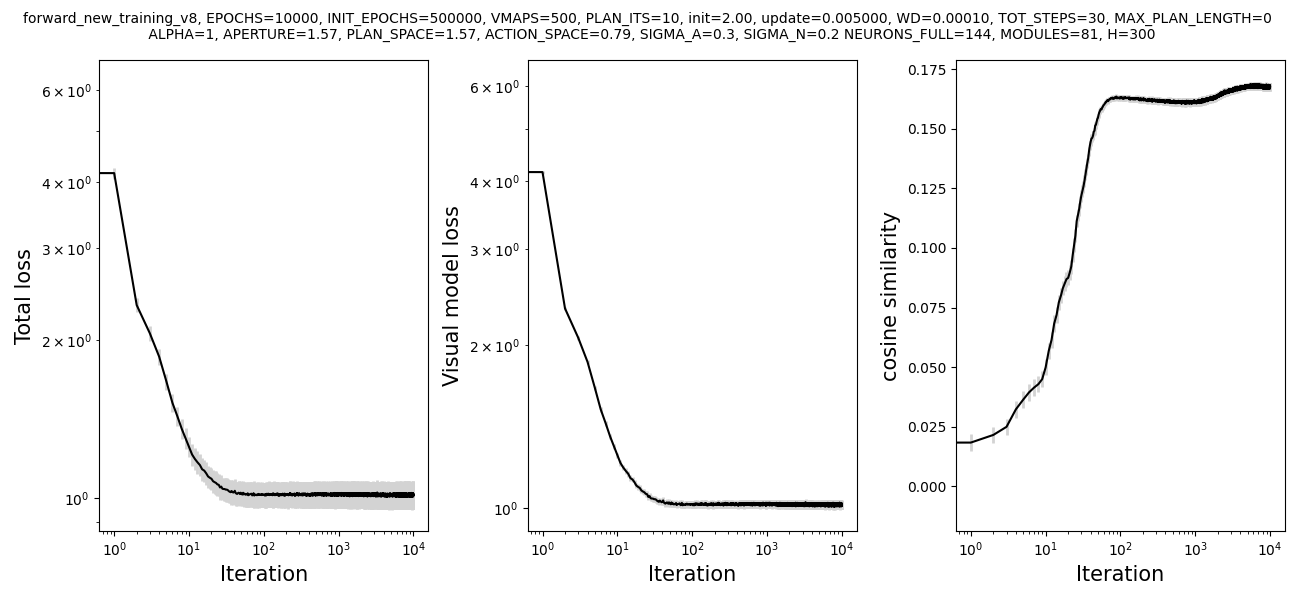 forward_new_training_v8, EPOCHS=10000, INIT_EPOCHS=500000, VMAPS=500, PLAN_ITS=10, init=2.00, update=0.005000, WD=0.00010, TOT_STEPS=30, MAX_PLAN_LENGTH=0
ALPHA=1, APERTURE=1.57, PLAN_SPACE=1.57, ACTION_SPACE=0.79, SIGMA_A=0.3, SIGMA_N=0.2 NEURONS_FULL=144, MODULES=81, H=300
Total loss
6 × 10⁰
4 × 10⁰
3 × 10⁰
2 × 10⁰
10⁰
10⁰ 10¹ 10² 10³ 10⁴
Iteration
Visual model loss
6 × 10⁰
4 × 10⁰
3 × 10⁰
2 × 10⁰
10⁰
10⁰ 10¹ 10² 10³ 10⁴
Iteration
cosine similarity
0.175
0.150
0.125
0.100
0.075
0.050
0.025
0.000
10⁰ 10¹ 10² 10³ 10⁴
Iteration